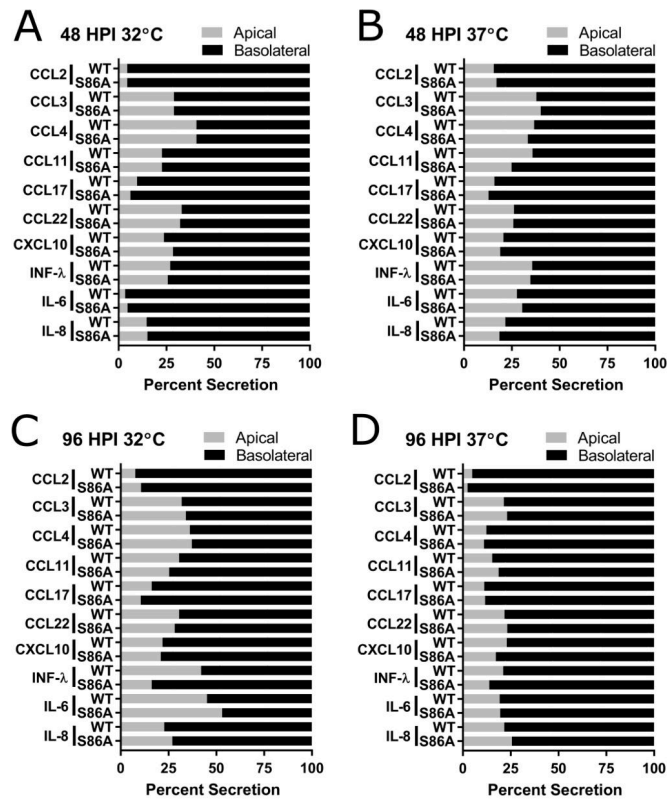 A
48 HPI 32°C
Apical
Basolateral
CCL2
WT
S86A
CCL3
WT
S86A
CCL4
WT
S86A
CCL11
WT
S86A
CCL17
WT
S86A
CCL22
WT
S86A
CXCL10
WT
S86A
INF-λ
WT
S86A
IL-6
WT
S86A
IL-8
WT
S86A
0 25 50 75 100
Percent Secretion
B
48 HPI 37°C
Apical
Basolateral
CCL2
WT
S86A
CCL3
WT
S86A
CCL4
WT
S86A
CCL11
WT
S86A
CCL17
WT
S86A
CCL22
WT
S86A
CXCL10
WT
S86A
INF-λ
WT
S86A
IL-6
WT
S86A
IL-8
WT
S86A
0 25 50 75 100
Percent Secretion
C
96 HPI 32°C
Apical
Basolateral
CCL2
WT
S86A
CCL3
WT
S86A
CCL4
WT
S86A
CCL11
WT
S86A
CCL17
WT
S86A
CCL22
WT
S86A
CXCL10
WT
S86A
INF-λ
WT
S86A
IL-6
WT
S86A
IL-8
WT
S86A
0 25 50 75 100
Percent Secretion
D
96 HPI 37°C
Apical
Basolateral
CCL2
WT
S86A
CCL3
WT
S86A
CCL4
WT
S86A
CCL11
WT
S86A
CCL17
WT
S86A
CCL22
WT
S86A
CXCL10
WT
S86A
INF-λ
WT
S86A
IL-6
WT
S86A
IL-8
WT
S86A
0 25 50 75 100
Percent Secretion